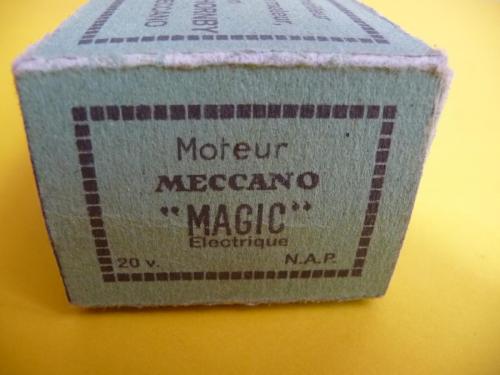 Moteur
MECCANO
"MAGIC"
Electrique
20 v. N.A.P.